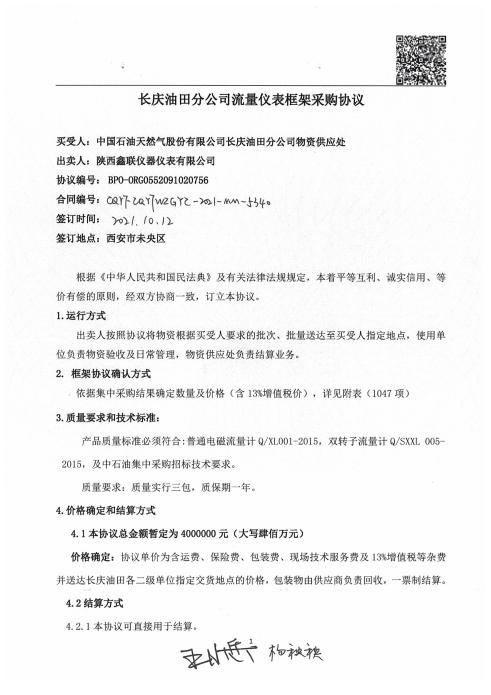 长庆油田分公司流量仪表框架采购协议
买受人：中国石油天然气股份有限公司长庆油田分公司物资供应处
出卖人：陕西鑫联仪器仪表有限公司
协议编号： BPO-ORG0552091020756
合同编号：CQYT-CQYTWZGYC-2021-MM-5340
签订时间： 2021.10.12
签订地点：西安市未央区
根据《中华人民共和国民法典》及有关法律法规规定，本着平等互利、诚实信用、等
价有偿的原则，经双方协商一致，订立本协议。
1.运行方式
出卖人按照协议将物资根据买受人要求的批次、批量送达至买受人指定地点，使用单
位负责物资验收及日常管理，物资供应处负责结算业务。
2. 框架协议确认方式
依据集中采购结果确定数量及价格（含13%增值税价），详见附表（1047 项）
3.质量要求和技术标准：
产品质量标准必须符合:普通电磁流量计 Q/XL001-2015，双转子流量计 Q/SXXL 005-
2015，及中石油集中采购招标技术要求。
质量要求：质量实行三包，质保期一年。
4.价格确定和结算方式
4.1 本协议总金额暂定为 4000000 元（大写肆佰万元）
价格确定：协议单价为含运费、保险费、包装费、现场技术服务费及 13%增值税等杂费
并送达长庆油田各二级单位指定交货地点的价格，包装物由供应商负责回收，一票制结算。
4.2 结算方式
4.2.1 本协议可直接用于结算。
1